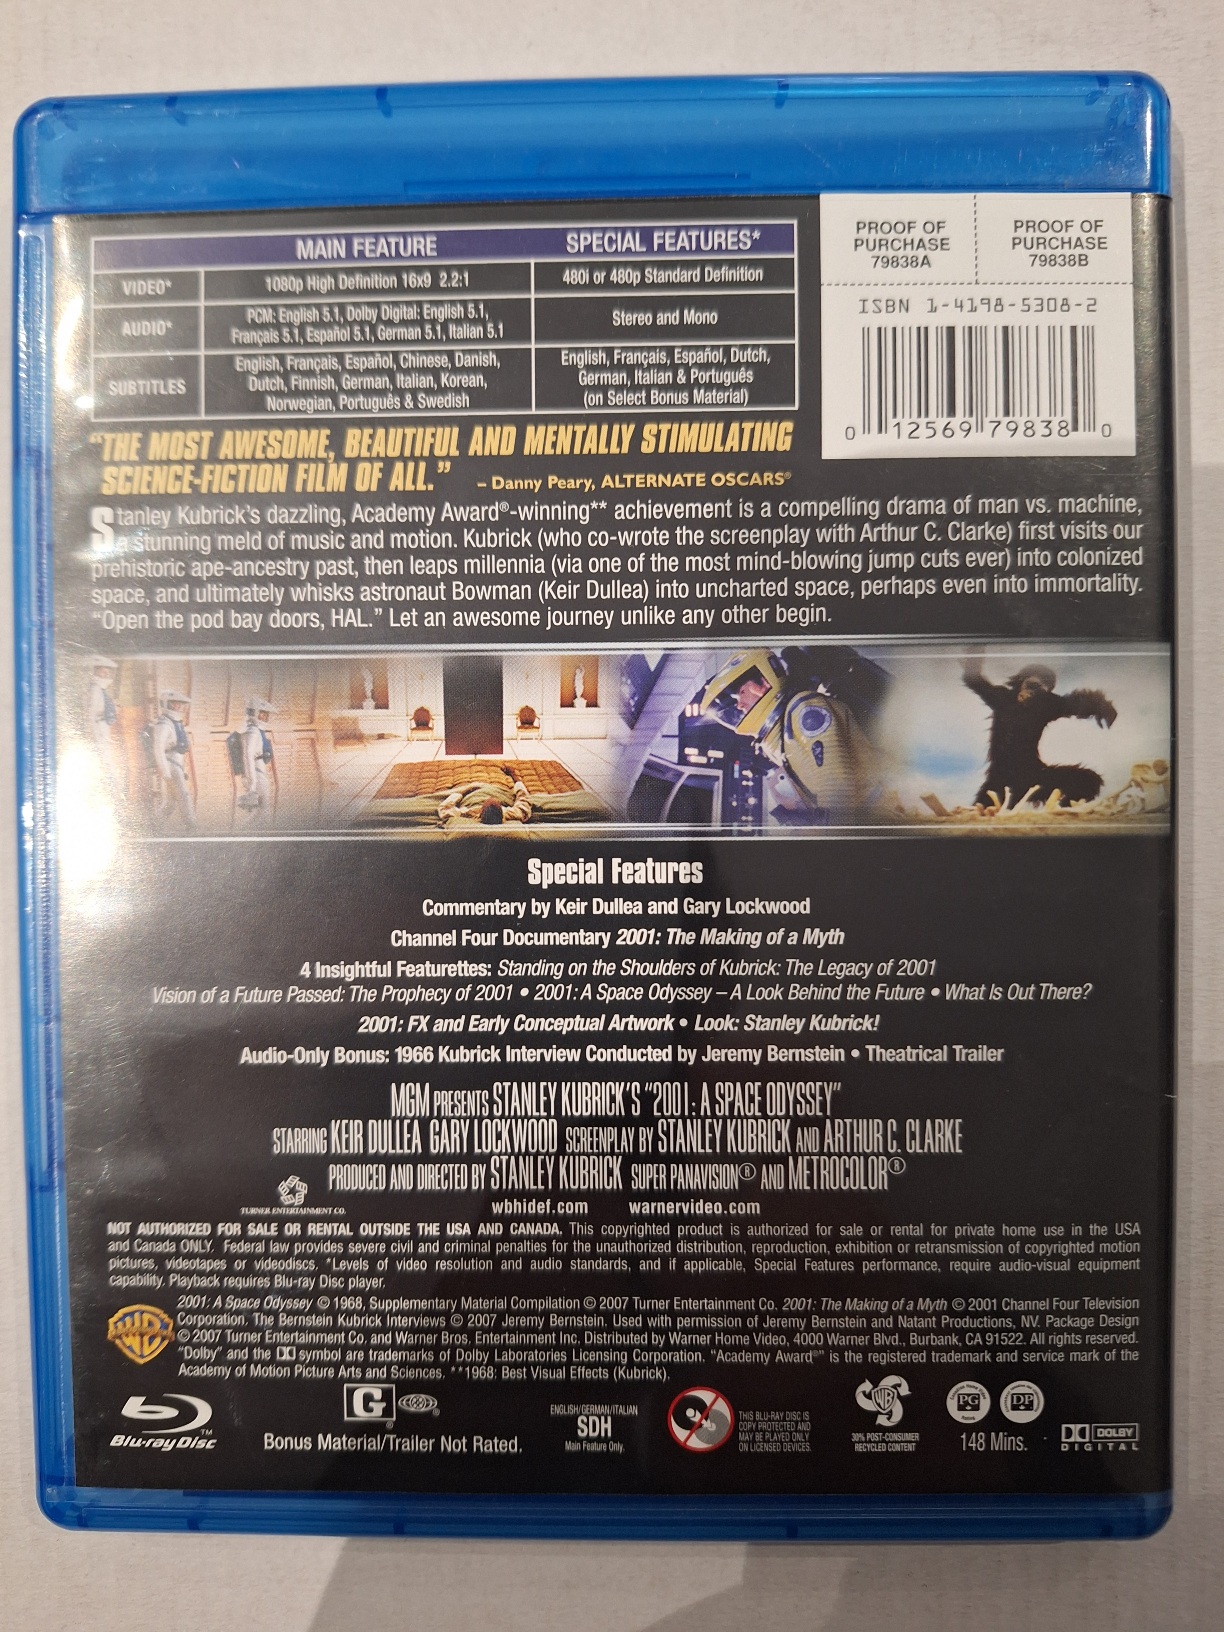 MAIN FEATURE SPECIAL FEATURES*
VIDEO* 1080p High Definition 16x9 2.2:1 480i or 480p Standard Definition
AUDIO* PCM: English 5.1, Dolby Digital: English 5.1,
Français 5.1, Español 5.1, German 5.1, Italian 5.1
Stereo and Mono
SUBTITLES
English, Français, Español, Chinese, Danish,
Dutch, Finnish, German, Italian, Korean,
Norwegian, Português & Swedish
English, Français, Español, Dutch,
German, Italian & Português
(on Select Bonus Material)
PROOF OF
PURCHASE
79838A
PROOF OF
PURCHASE
79838B
ISBN 1-4198-5308-2
0 12569 79838 0
“THE MOST AWESOME, BEAUTIFUL AND MENTALLY STIMULATING
SCIENCE-FICTION FILM OF ALL.” – Danny Peary, ALTERNATE OSCARS®
Stanley Kubrick's dazzling, Academy Award®-winning** achievement is a compelling drama of man vs. machine,
a stunning meld of music and motion. Kubrick (who co-wrote the screenplay with Arthur C. Clarke) first visits our
prehistoric ape-ancestry past, then leaps millennia (via one of the most mind-blowing jump cuts ever) into colonized
space, and ultimately whisks astronaut Bowman (Keir Dullea) into uncharted space, perhaps even into immortality.
“Open the pod bay doors, HAL.” Let an awesome journey unlike any other begin.
Special Features
Commentary by Keir Dullea and Gary Lockwood
Channel Four Documentary 2001: The Making of a Myth
4 Insightful Featurettes: Standing on the Shoulders of Kubrick: The Legacy of 2001
Vision of a Future Passed: The Prophecy of 2001 • 2001: A Space Odyssey – A Look Behind the Future • What Is Out There?
2001: FX and Early Conceptual Artwork • Look: Stanley Kubrick!
Audio-Only Bonus: 1966 Kubrick Interview Conducted by Jeremy Bernstein • Theatrical Trailer
MGM PRESENTS STANLEY KUBRICK'S “2001: A SPACE ODYSSEY”
STARRING KEIR DULLEA GARY LOCKWOOD SCREENPLAY BY STANLEY KUBRICK AND ARTHUR C. CLARKE
PRODUCED AND DIRECTED BY STANLEY KUBRICK SUPER PANAVISION® AND METROCOLOR®
TURNER ENTERTAINMENT CO.
wbhidef.com warnervideo.com
NOT AUTHORIZED FOR SALE OR RENTAL OUTSIDE THE USA AND CANADA. This copyrighted product is authorized for sale or rental for private home use in the USA
and Canada ONLY. Federal law provides severe civil and criminal penalties for the unauthorized distribution, reproduction, exhibition or retransmission of copyrighted motion
pictures, videotapes or videodiscs. *Levels of video resolution and audio standards, and if applicable, Special Features performance, require audio-visual equipment
capability. Playback requires Blu-ray Disc player.
WB
2001: A Space Odyssey © 1968, Supplementary Material Compilation © 2007 Turner Entertainment Co. 2001: The Making of a Myth © 2001 Channel Four Television
Corporation. The Bernstein Kubrick Interviews © 2007 Jeremy Bernstein. Used with permission of Jeremy Bernstein and Natant Productions, NV. Package Design
© 2007 Turner Entertainment Co. and Warner Bros. Entertainment Inc. Distributed by Warner Home Video, 4000 Warner Blvd., Burbank, CA 91522. All rights reserved.
“Dolby” and the DD symbol are trademarks of Dolby Laboratories Licensing Corporation. “Academy Award®” is the registered trademark and service mark of the
Academy of Motion Picture Arts and Sciences. **1968: Best Visual Effects (Kubrick).
Blu-ray Disc™
G ®
Bonus Material/Trailer Not Rated.
ENGLISH/GERMAN/ITALIAN
SDH
Main Feature Only.
THIS BLU-RAY DISC IS
COPY PROTECTED AND
MAY BE PLAYED ONLY
ON LICENSED DEVICES.
WB
30% POST-CONSUMER
RECYCLED CONTENT
PG DP
148 Mins.
DOLBY
DIGITAL